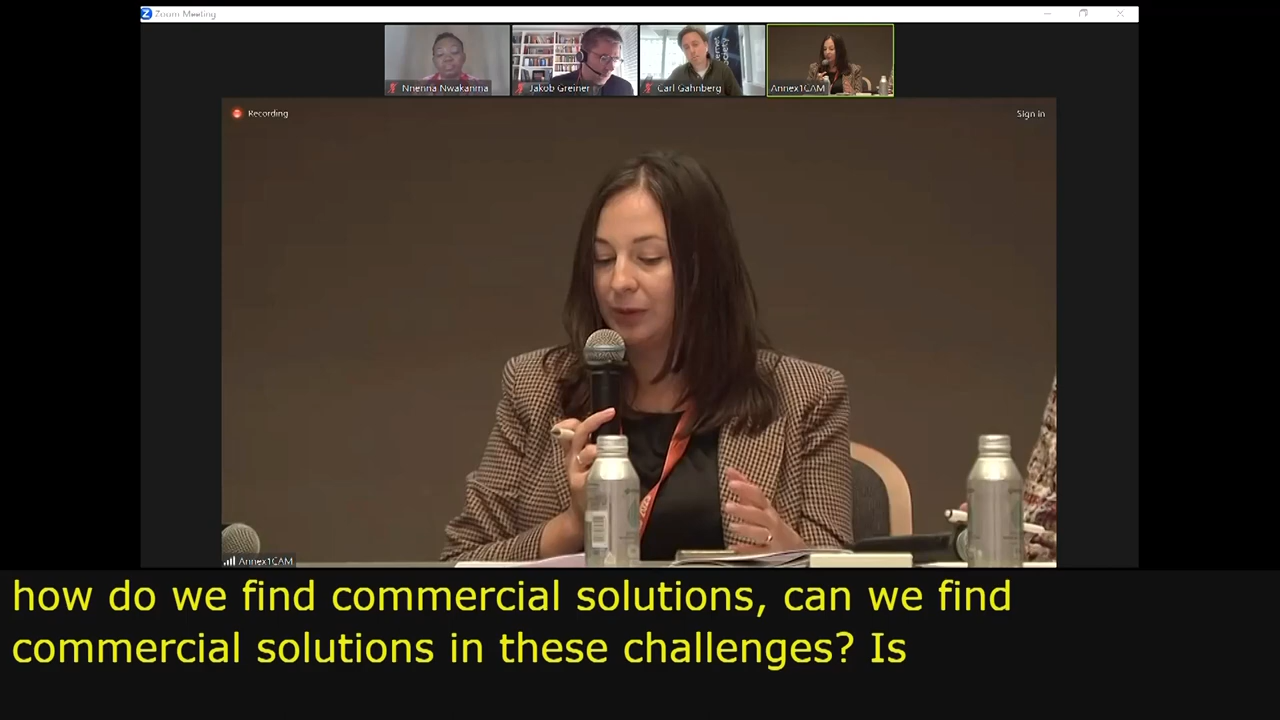 Zoom Meeting
Nnenna Nwakanma
Jakob Greiner
Carl Gahnberg
Annex1CAM
Recording
Sign in
Annex1CAM
how do we find commercial solutions, can we find
commercial solutions in these challenges? Is